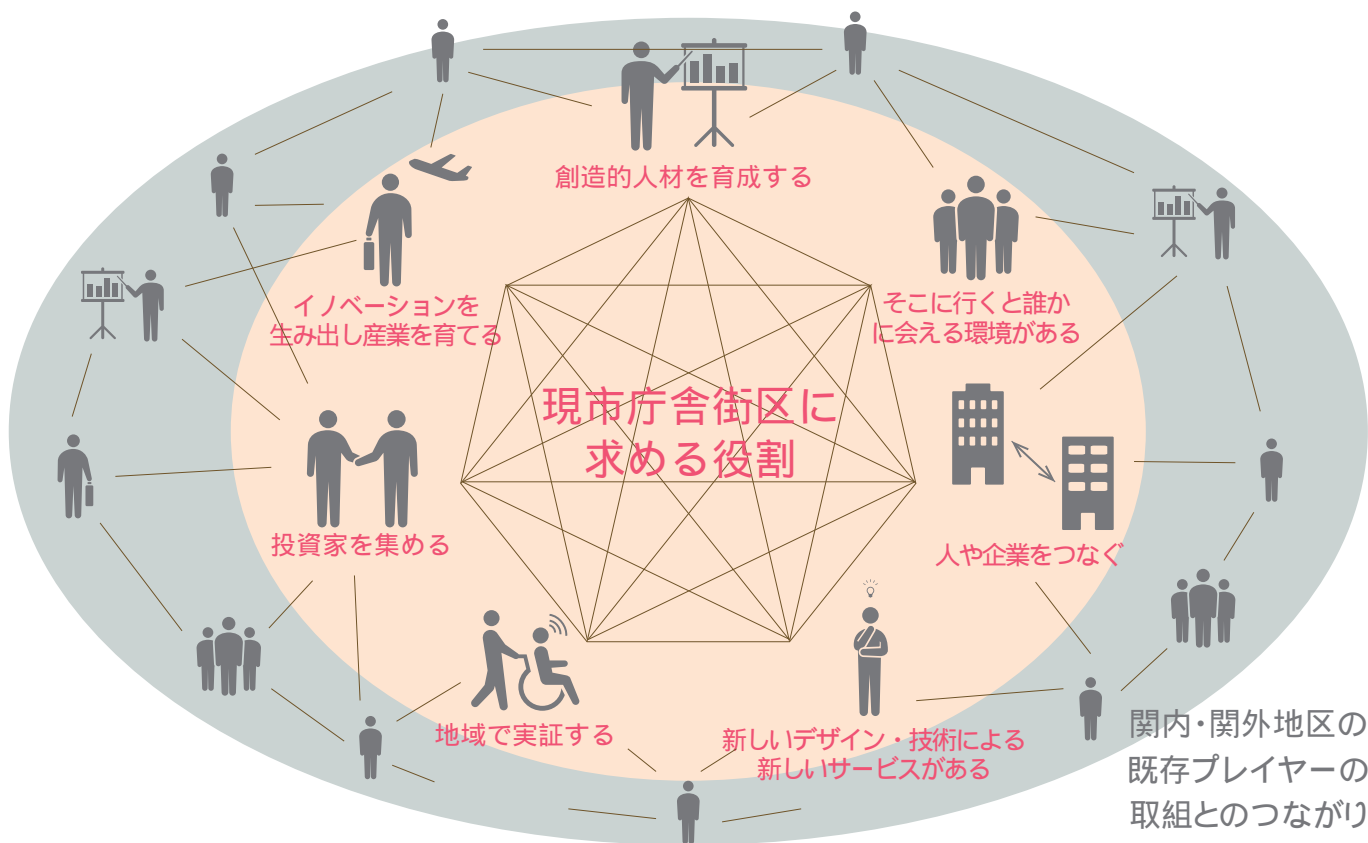 創造的人材を育成する
イノベーションを
生み出し産業を育てる
そこに行くと誰か
に会える環境がある
現市庁舎街区に
求める役割
投資家を集める
人や企業をつなぐ
地域で実証する
新しいデザイン・技術による
新しいサービスがある
関内・関外地区の
既存プレイヤーの
取組とのつながり